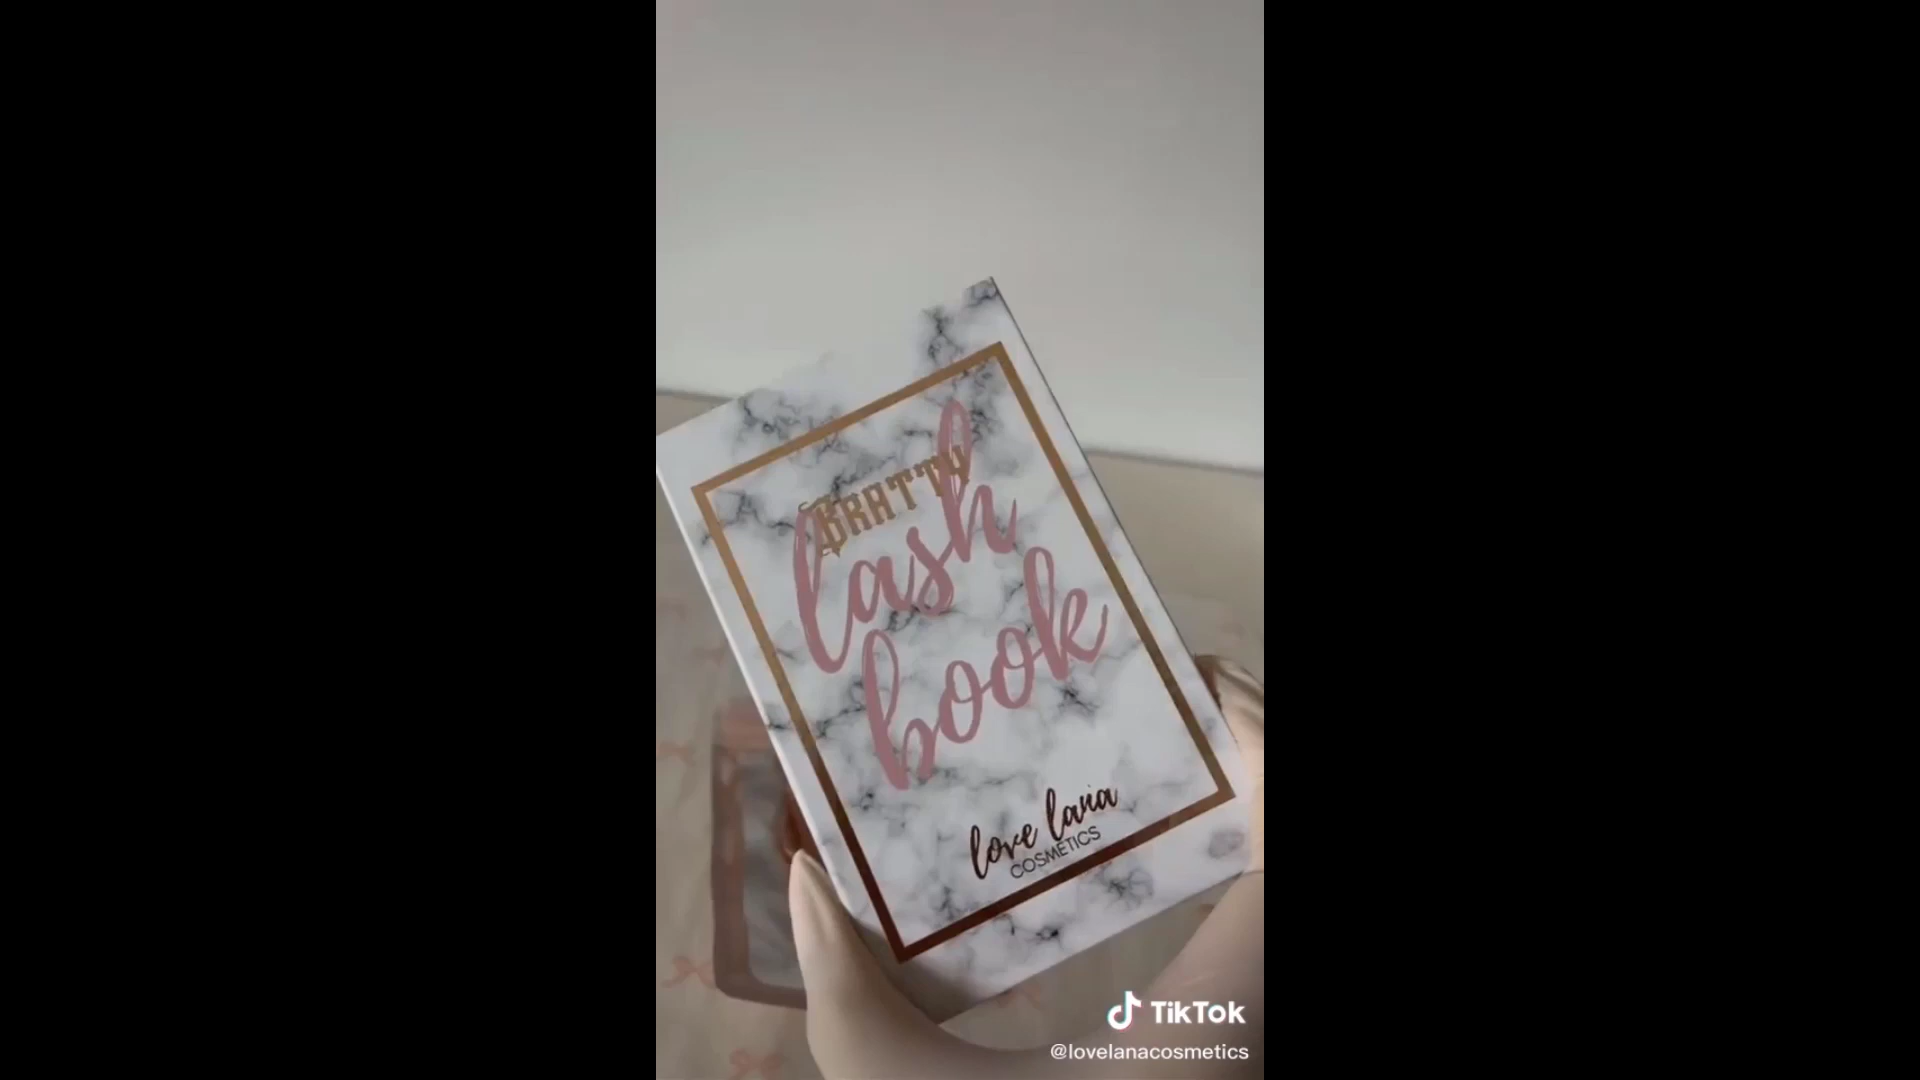 BRATTY
lash
book
love lana
COSMETICS
TikTok
@lovelanacosmetics